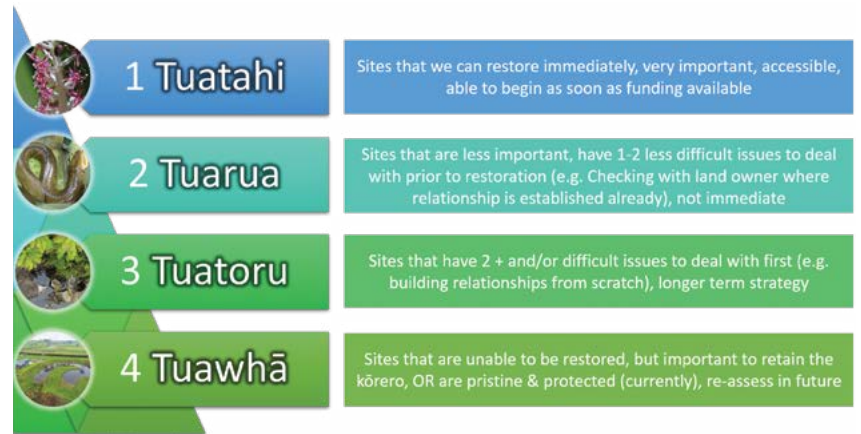 1 Tuatahi
Sites that we can restore immediately, very important, accessible,
able to begin as soon as funding available
2 Tuarua
Sites that are less important, have 1-2 less difficult issues to deal
with prior to restoration (e.g. Checking with land owner where
relationship is established already), not immediate
3 Tuatoru
Sites that have 2 + and/or difficult issues to deal with first (e.g.
building relationships from scratch), longer term strategy
4 Tuawhā
Sites that are unable to be restored, but important to retain the
kōrero, OR are pristine & protected (currently), re-assess in future